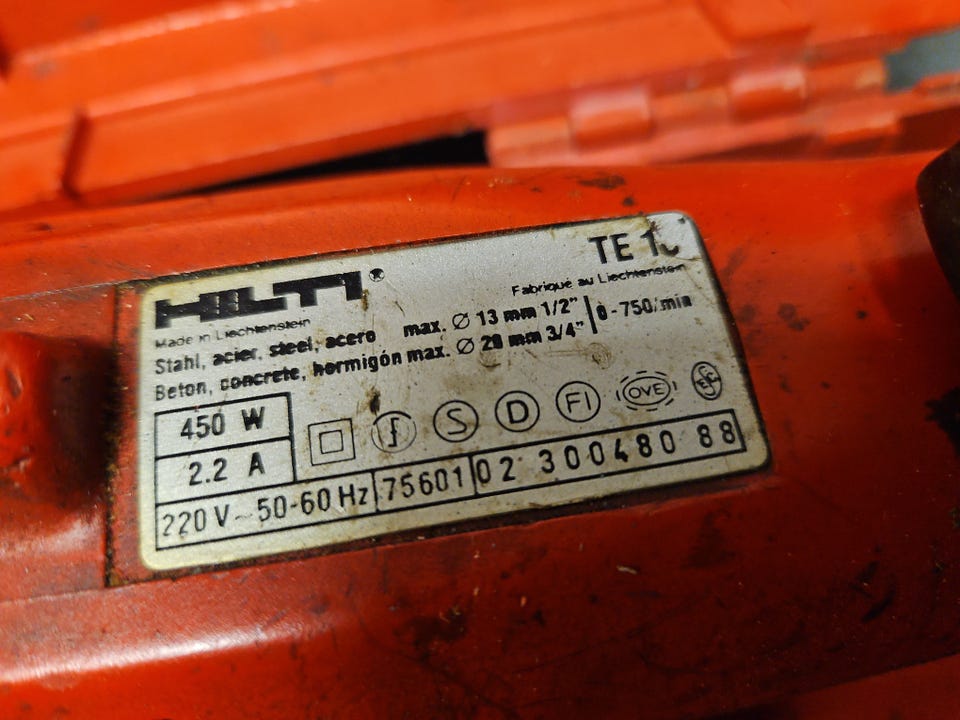 HILTI®
TE 1
Made in Liechtenstein
Fabriqué au Liechtenstein
Stahl, acier, steel, acero max. Ø 13 mm 1/2"
Beton, concrete, hormigón max. Ø 20 mm 3/4"
0-750/min
450 W
2.2 A
S D FI OVE
220 V~ 50-60 Hz 75601 02 300480 88